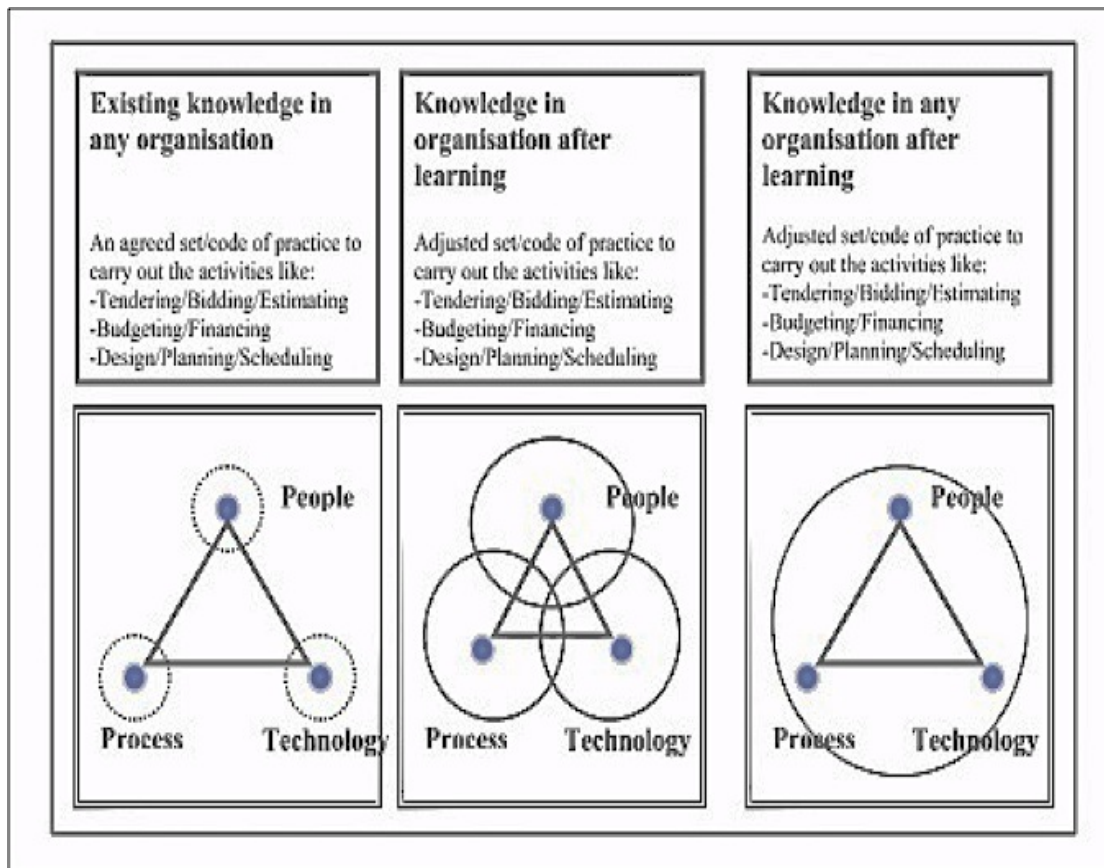 Existing knowledge in
any organisation
An agreed set/code of practice to
carry out the activities like:
-Tendering/Bidding/Estimating
-Budgeting/Financing
-Design/Planning/Scheduling
Knowledge in
organisation after
learning
Adjusted set/code of practice to
carry out the activities like:
-Tendering/Bidding/Estimating
-Budgeting/Financing
-Design/Planning/Scheduling
Knowledge in any
organisation after
learning
Adjusted set/code of practice to
carry out the activities like:
-Tendering/Bidding/Estimating
-Budgeting/Financing
-Design/Planning/Scheduling
People
Process
Technology
People
Process
Technology
People
Process
Technology